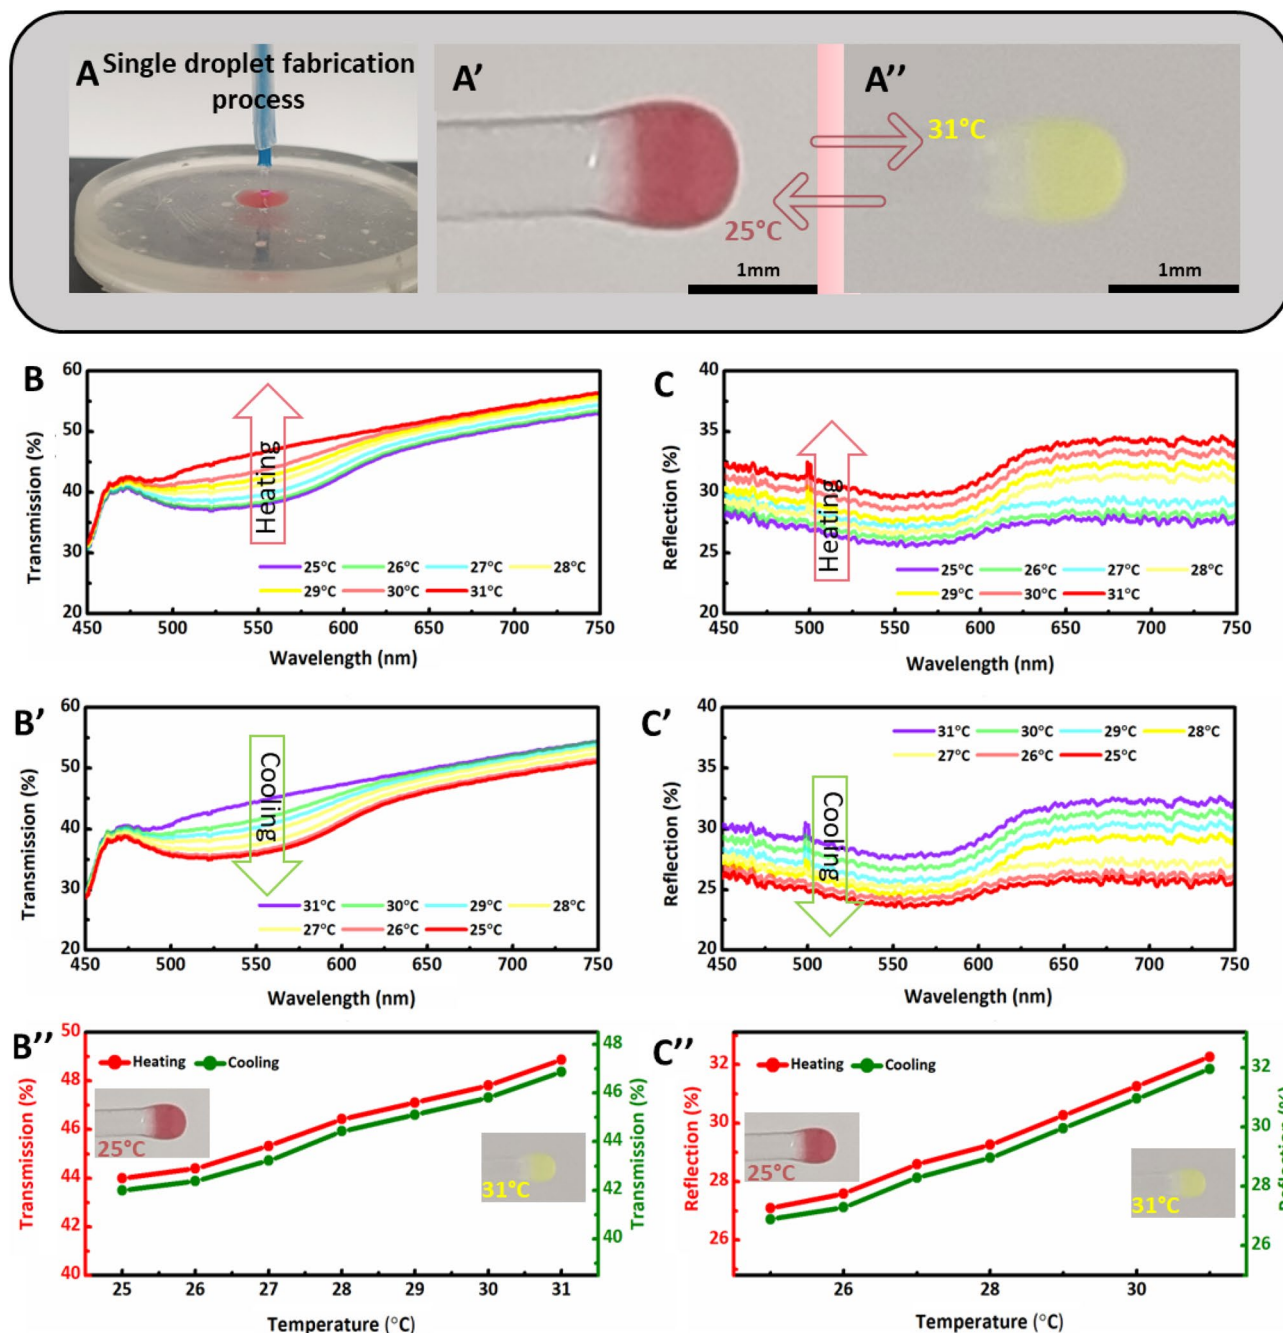 A Single droplet fabrication
process
A'
A''
31°C
25°C
1mm
1mm
B
Transmission (%)
60
50
40
30
20
Heating
25°C 26°C 27°C 28°C
29°C 30°C 31°C
450 500 550 600 650 700 750
Wavelength (nm)
C
Reflection (%)
40
35
30
25
20
Heating
25°C 26°C 27°C 28°C
29°C 30°C 31°C
450 500 550 600 650 700 750
Wavelength (nm)
B'
Transmission (%)
60
50
40
30
20
Cooling
31°C 30°C 29°C 28°C
27°C 26°C 25°C
450 500 550 600 650 700 750
Wavelength (nm)
C'
Reflection (%)
40
35
30
25
20
Cooling
31°C 30°C 29°C 28°C
27°C 26°C 25°C
450 500 550 600 650 700 750
Wavelength (nm)
B''
Transmission (%)
50
48
46
44
42
40
Heating Cooling
25°C
31°C
48
46
44
42
40
Transmission (%)
25 26 27 28 29 30 31
Temperature (°C)
C''
Reflection (%)
32
30
28
26
Heating Cooling
25°C
31°C
32
30
28
26
Reflection (%)
26 28 30
Temperature (°C)